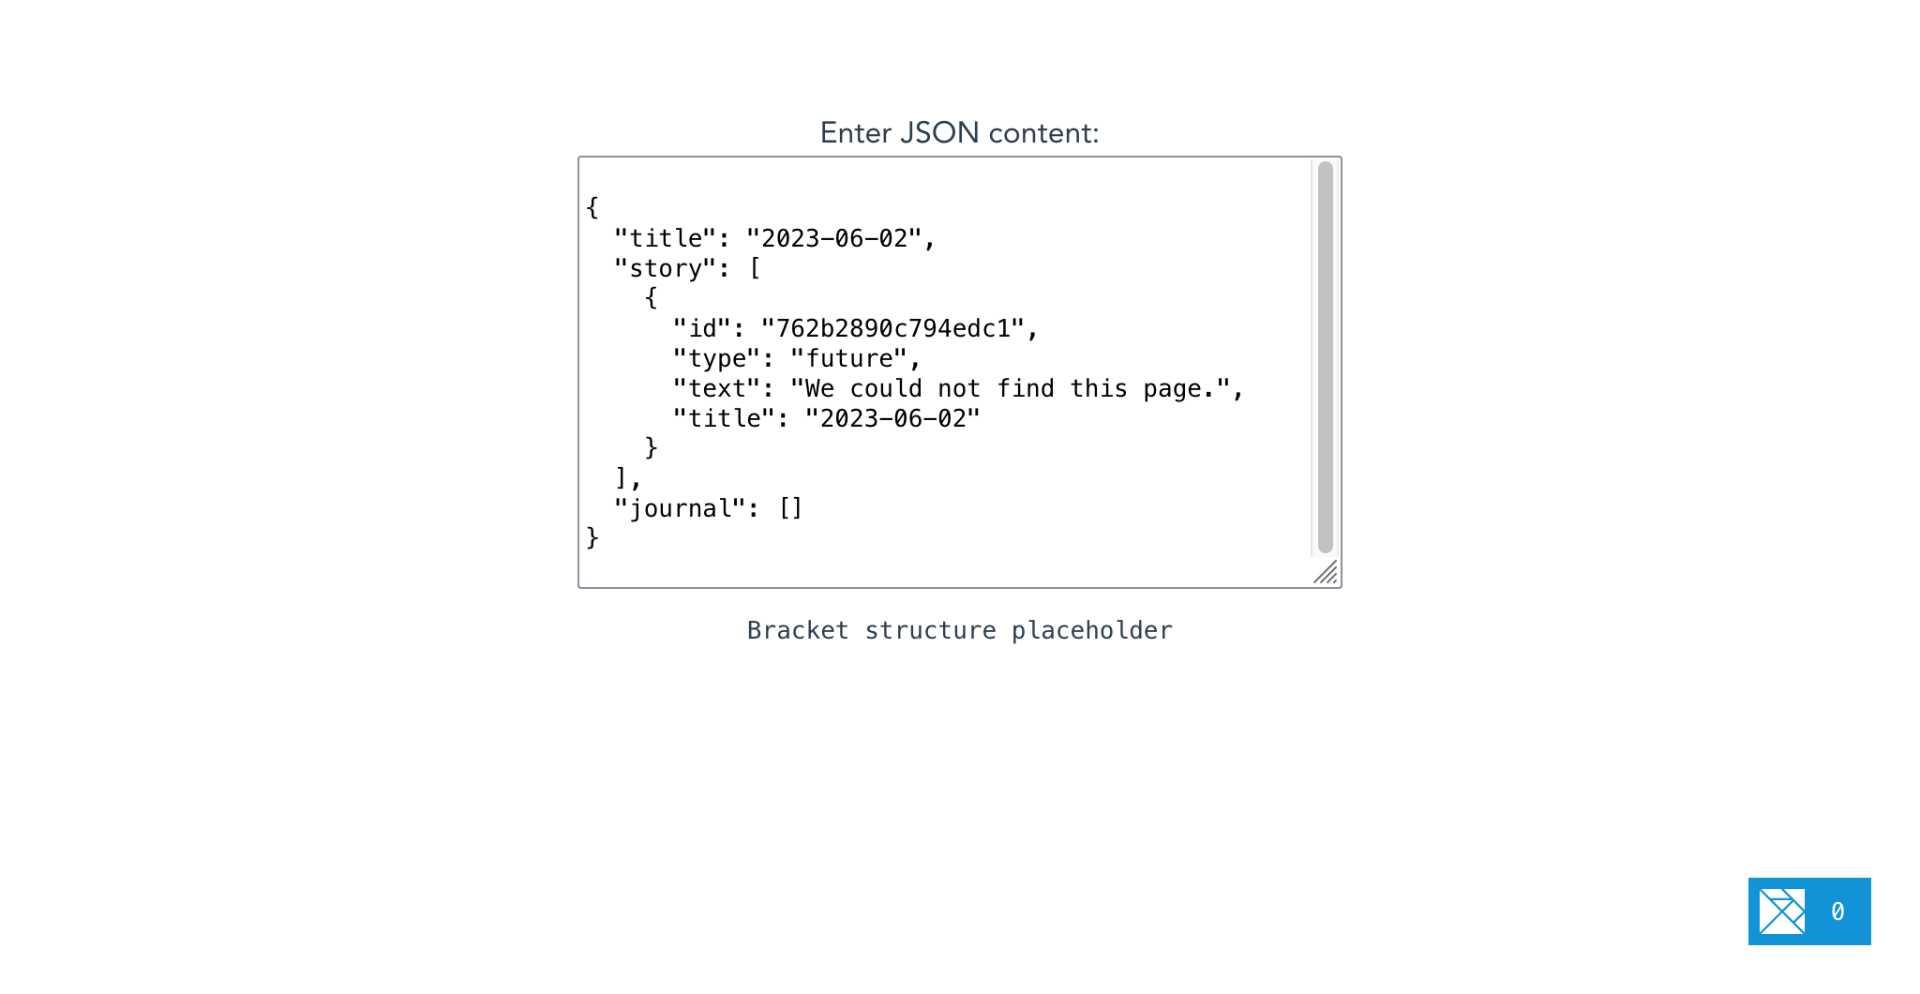 Enter JSON content:
{
  "title": "2023-06-02",
  "story": [
    {
      "id": "762b2890c794edc1",
      "type": "future",
      "text": "We could not find this page.",
      "title": "2023-06-02"
    }
  ],
  "journal": []
}
Bracket structure placeholder
0